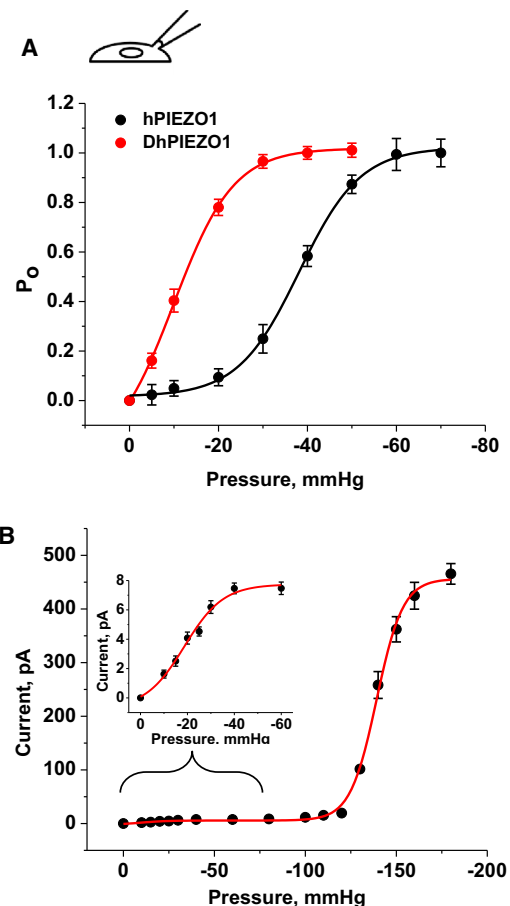 A
hPIEZO1
DhPIEZO1
1.2
1.0
0.8
0.6
0.4
0.2
0.0
Po
0 -20 -40 -60 -80
Pressure, mmHg
B
500
400
300
200
100
0
Current, pA
8
6
4
2
0
Current, pA
0 -20 -40 -60
Pressure, mmHg
0 -50 -100 -150 -200
Pressure, mmHg